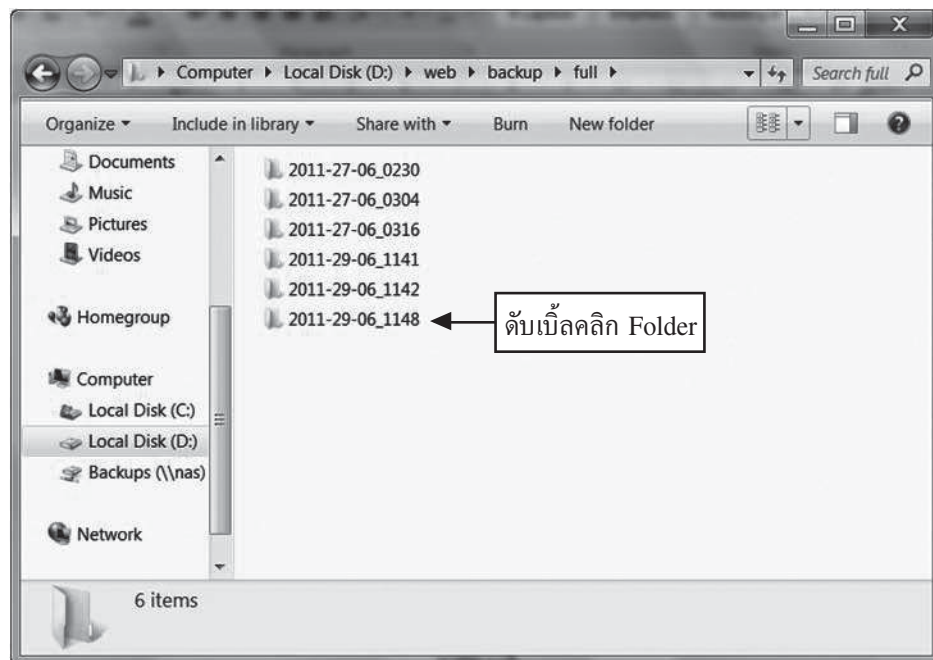 Computer Local Disk (D:) web backup full
Search full
Organize Include in library Share with Burn New folder
Documents
Music
Pictures
Videos
Homegroup
Computer
Local Disk (C:)
Local Disk (D:)
Backups (\\nas)
Network
2011-27-06_0230
2011-27-06_0304
2011-27-06_0316
2011-29-06_1141
2011-29-06_1142
2011-29-06_1148
ดับเบิ้ลคลิก Folder
6 items